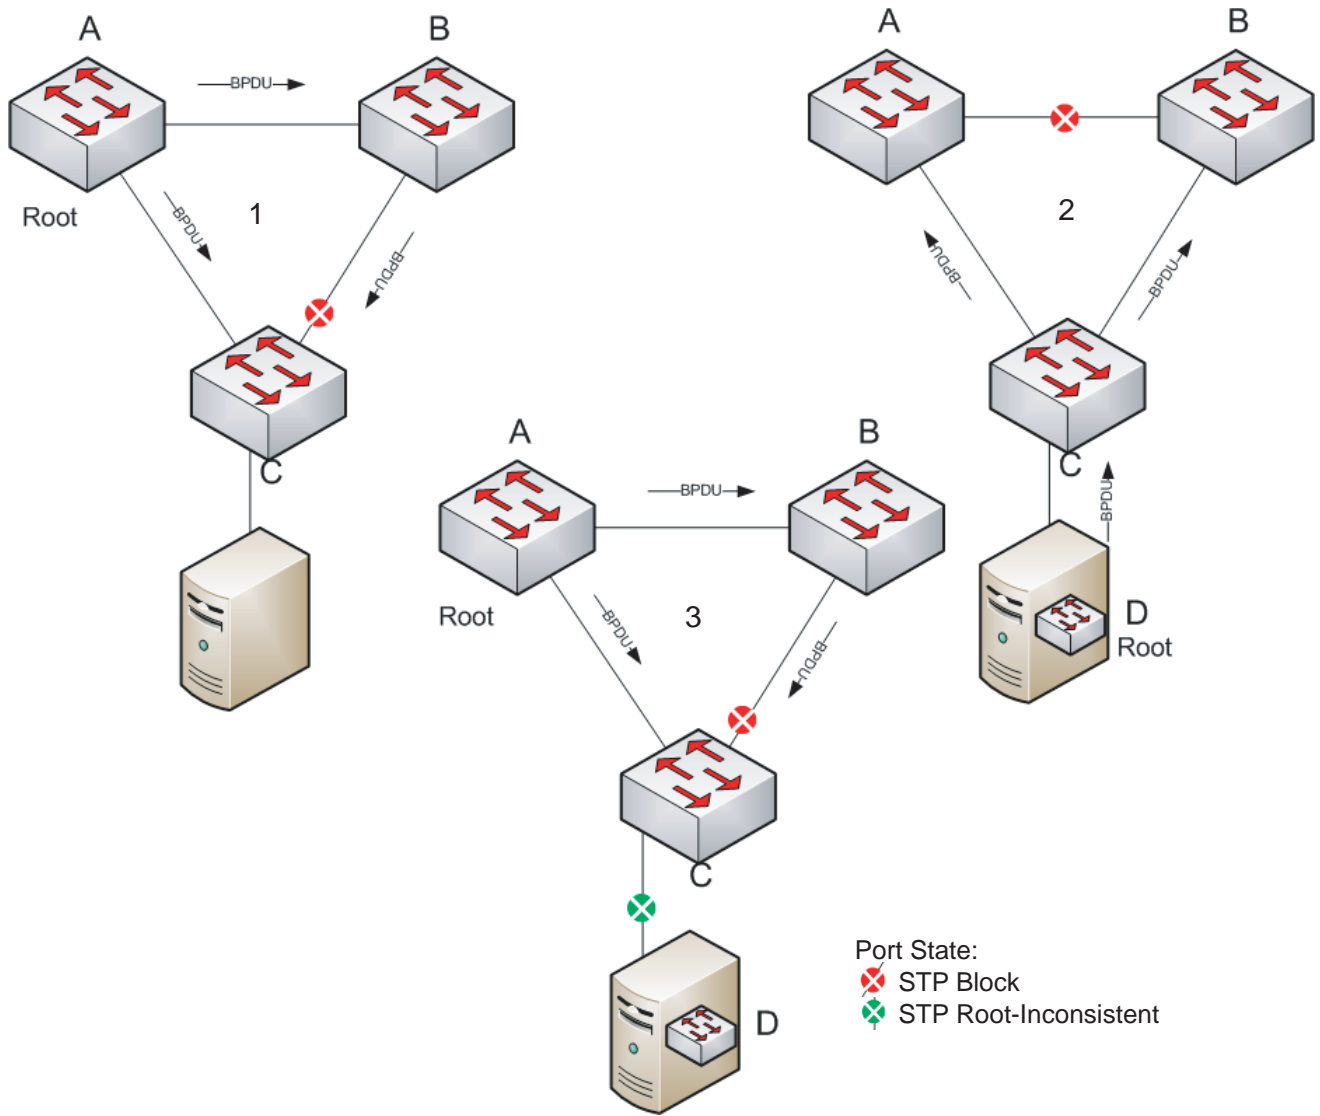 A
B
BPDU
Root
BPDU
1
BPDU
C
A
B
2
BPDU
BPDU
C
BPDU
D
Root
A
B
BPDU
Root
BPDU
3
BPDU
C
D
Port State:
STP Block
STP Root-Inconsistent